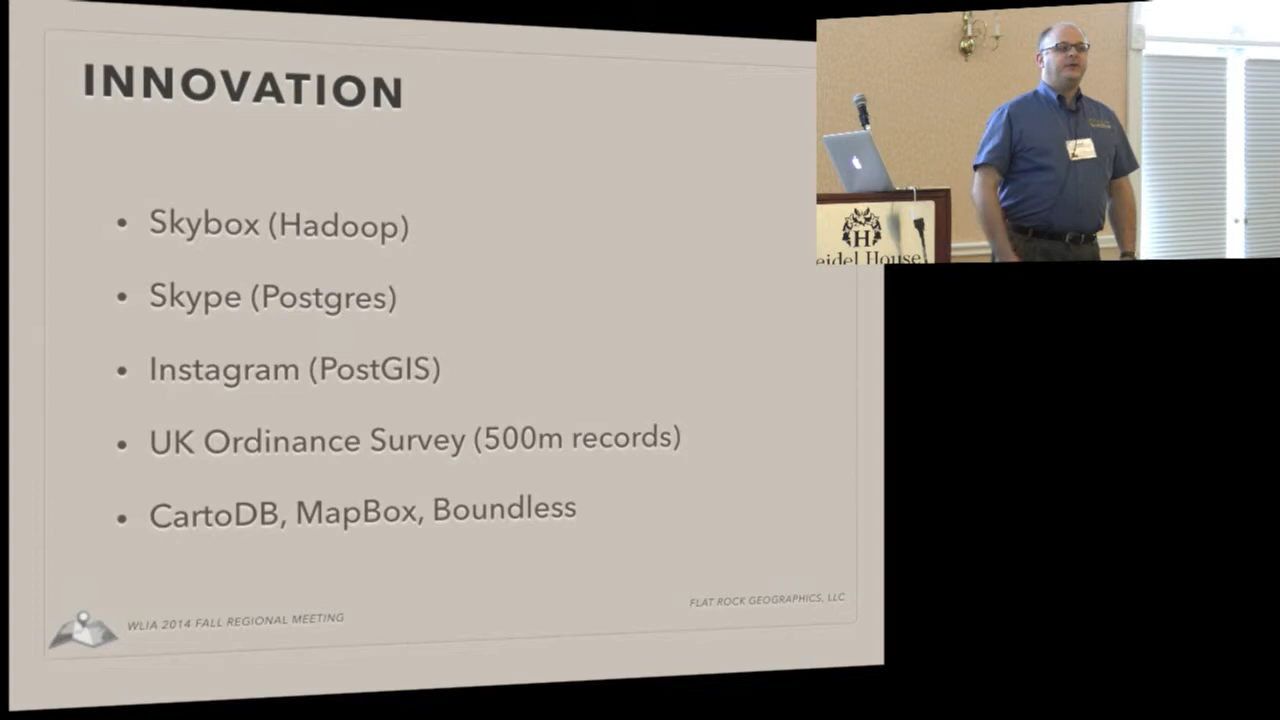 INNOVATION
• Skybox (Hadoop)
• Skype (Postgres)
• Instagram (PostGIS)
• UK Ordinance Survey (500m records)
• CartoDB, MapBox, Boundless
WLIA 2014 FALL REGIONAL MEETING
FLAT ROCK GEOGRAPHICS, LLC
H
eidel House